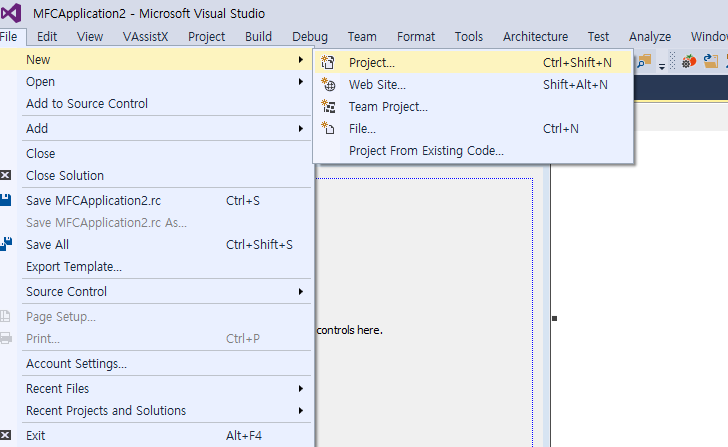 MFCApplication2 - Microsoft Visual Studio
File Edit View VAssistX Project Build Debug Team Format Tools Architecture Test Analyze Window
New
Project... Ctrl+Shift+N
Open
Web Site... Shift+Alt+N
Add to Source Control
Team Project...
Add
File... Ctrl+N
Close
Project From Existing Code...
Close Solution
Save MFCApplication2.rc Ctrl+S
Save MFCApplication2.rc As...
Save All Ctrl+Shift+S
Export Template...
Source Control
Page Setup...
controls here.
Print... Ctrl+P
Account Settings...
Recent Files
Recent Projects and Solutions
Exit Alt+F4